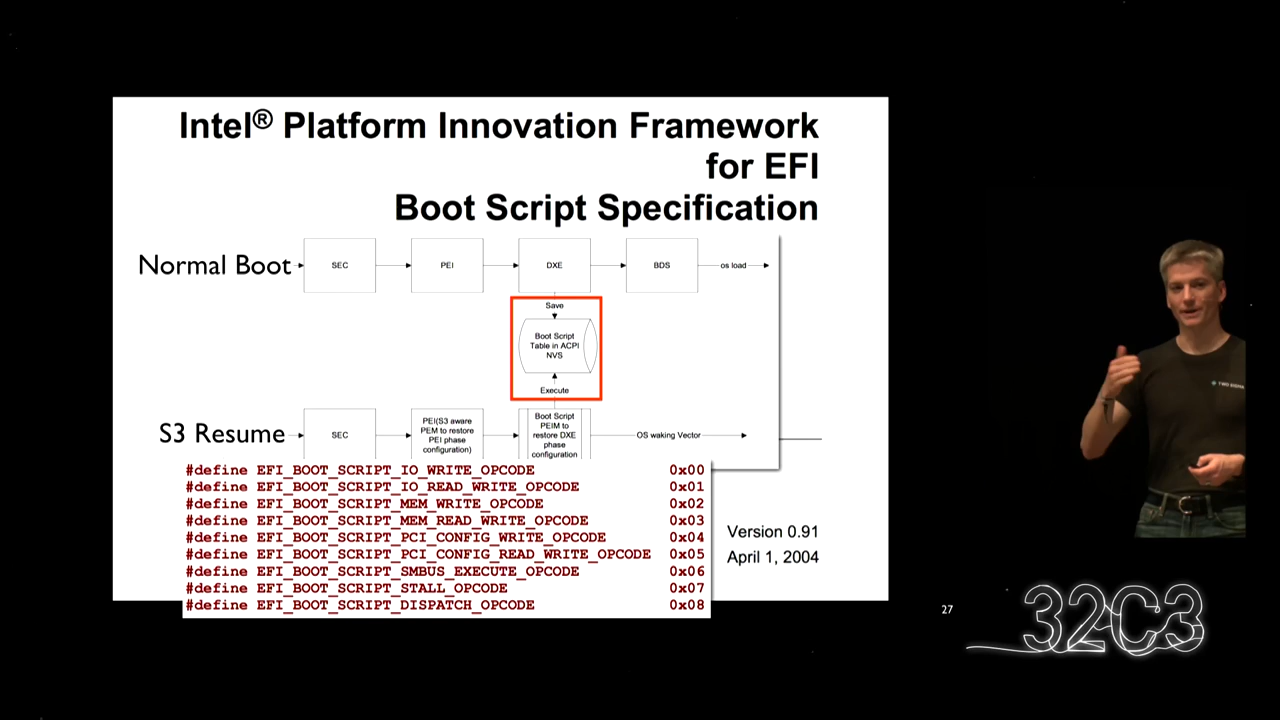 Intel® Platform Innovation Framework
for EFI
Boot Script Specification
Normal Boot
SEC
PEI
DXE
BDS
os load
Save
Boot Script
Table in ACPI
NVS
Execute
S3 Resume
SEC
PEI(S3 aware
PEM to restore
PEI phase
configuration)
Boot Script
PEIM to
restore DXE
phase
configuration
OS waking Vector
#define EFI_BOOT_SCRIPT_IO_WRITE_OPCODE 0x00
#define EFI_BOOT_SCRIPT_IO_READ_WRITE_OPCODE 0x01
#define EFI_BOOT_SCRIPT_MEM_WRITE_OPCODE 0x02
#define EFI_BOOT_SCRIPT_MEM_READ_WRITE_OPCODE 0x03
#define EFI_BOOT_SCRIPT_PCI_CONFIG_WRITE_OPCODE 0x04
#define EFI_BOOT_SCRIPT_PCI_CONFIG_READ_WRITE_OPCODE 0x05
#define EFI_BOOT_SCRIPT_SMBUS_EXECUTE_OPCODE 0x06
#define EFI_BOOT_SCRIPT_STALL_OPCODE 0x07
#define EFI_BOOT_SCRIPT_DISPATCH_OPCODE 0x08
Version 0.91
April 1, 2004
TWO SIGMA
27
32C3